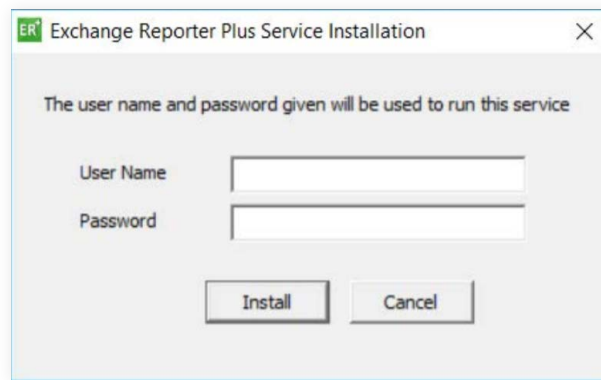 ER+ Exchange Reporter Plus Service Installation
The user name and password given will be used to run this service
User Name
Password
Install Cancel